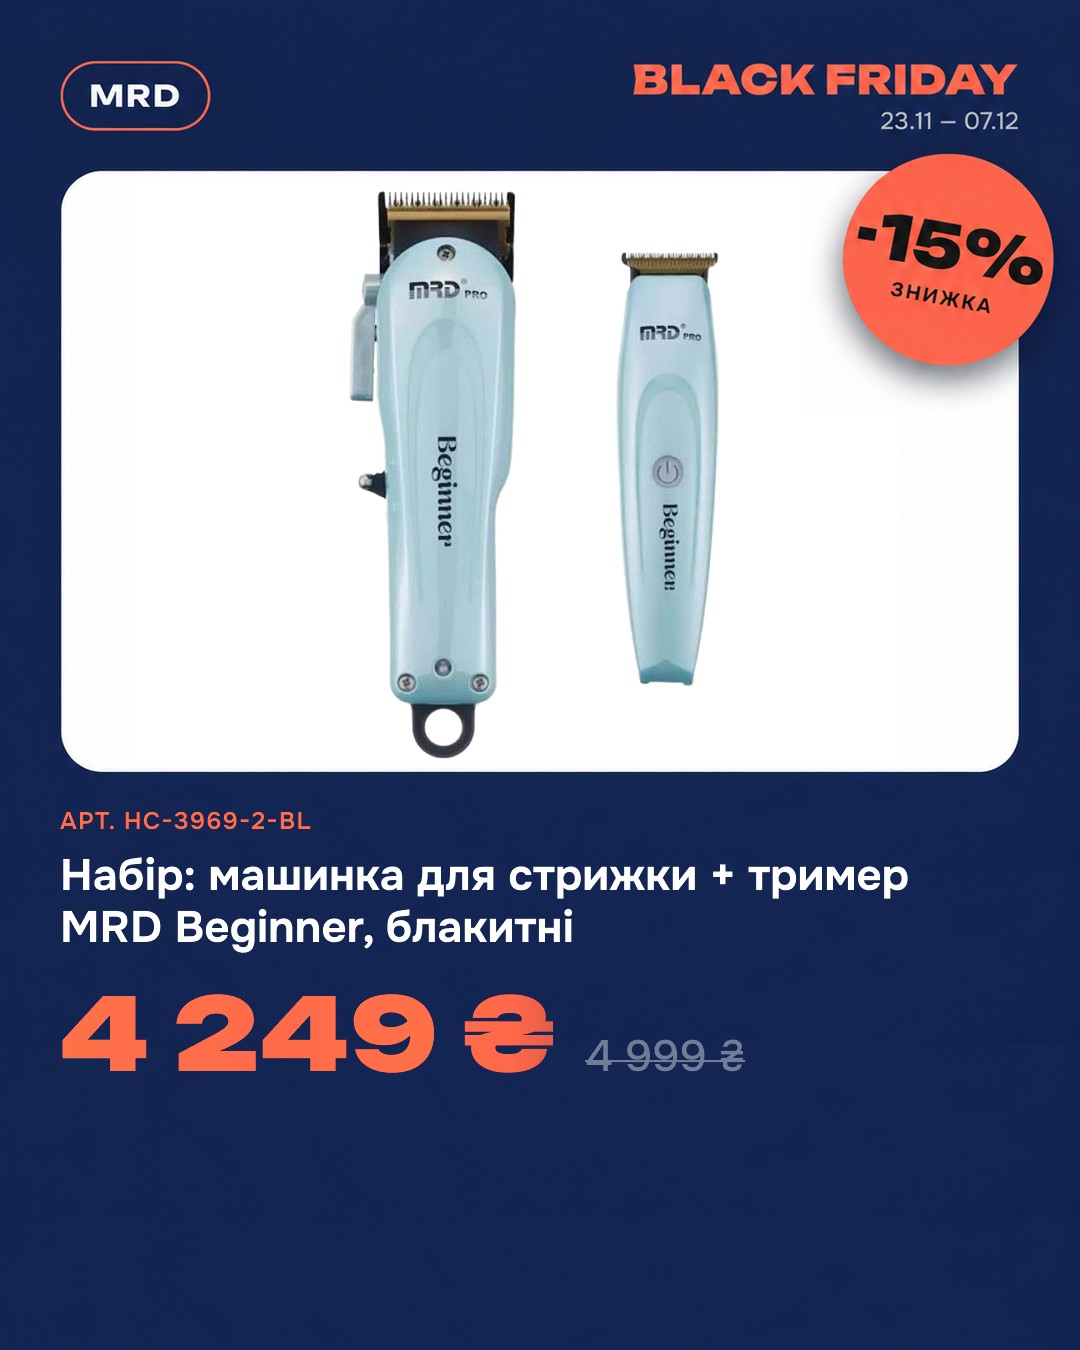 MRD
BLACK FRIDAY
23.11 – 07.12
-15%
ЗНИЖКА
MRD® PRO
Beginner
MRD® PRO
Beginner
АРТ. HC-3969-2-BL
Набір: машинка для стрижки + тример
MRD Beginner, блакитні
4 249 ₴
4 999 ₴